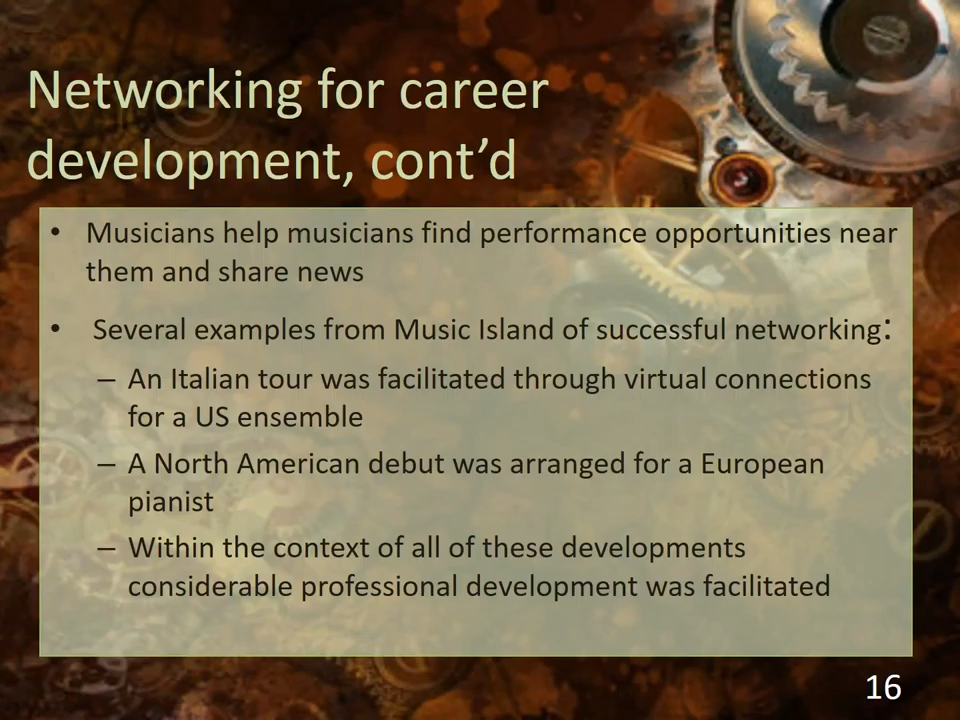 Networking for career
development, cont’d
• Musicians help musicians find performance opportunities near
them and share news
• Several examples from Music Island of successful networking:
– An Italian tour was facilitated through virtual connections
for a US ensemble
– A North American debut was arranged for a European
pianist
– Within the context of all of these developments
considerable professional development was facilitated
16